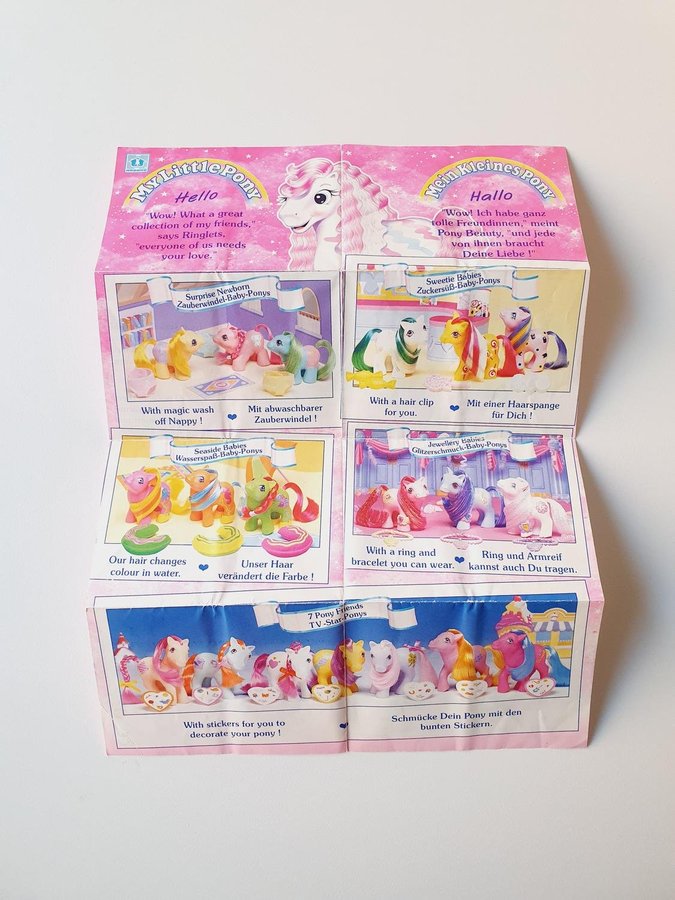 My Little Pony
Hello
"Wow! What a great
collection of my friends,"
says Ringlets,
"everyone of us needs
your love."
Mein Kleines Pony
Hallo
"Wow! Ich habe ganz
tolle Freundinnen," meint
Pony Beauty, "und jede
von ihnen braucht
Deine Liebe !"
Surprise Newborn
Zauberwindel-Baby-Ponys
With magic wash
off Nappy !
Mit abwaschbarer
Zauberwindel !
Sweetie Babies
Zuckersüß-Baby-Ponys
With a hair clip
for you.
Mit einer Haarspange
für Dich !
Seaside Babies
Wasserspaß-Baby-Ponys
Our hair changes
colour in water.
Unser Haar
verändert die Farbe !
Jewellery Babies
Glitzerschmuck-Baby-Ponys
With a ring and
bracelet you can wear.
Ring und Armreif
kannst auch Du tragen.
7 Pony Friends
TV-Star-Ponys
With stickers for you to
decorate your pony !
Schmücke Dein Pony mit den
bunten Stickern.